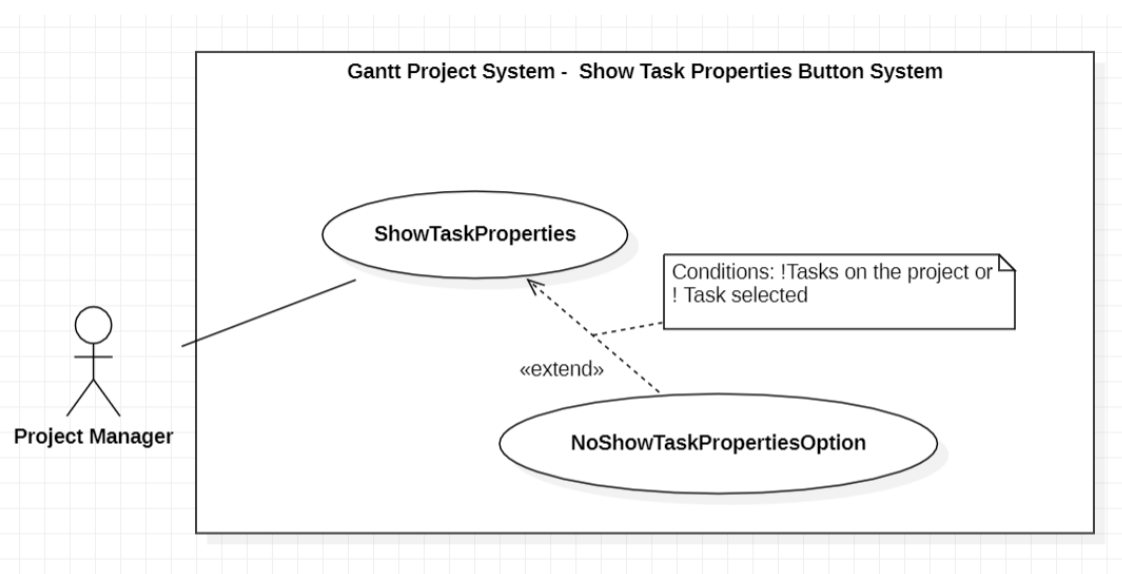 Gantt Project System -  Show Task Properties Button System
ShowTaskProperties
Conditions: !Tasks on the project or
! Task selected
«extend»
Project Manager
NoShowTaskPropertiesOption